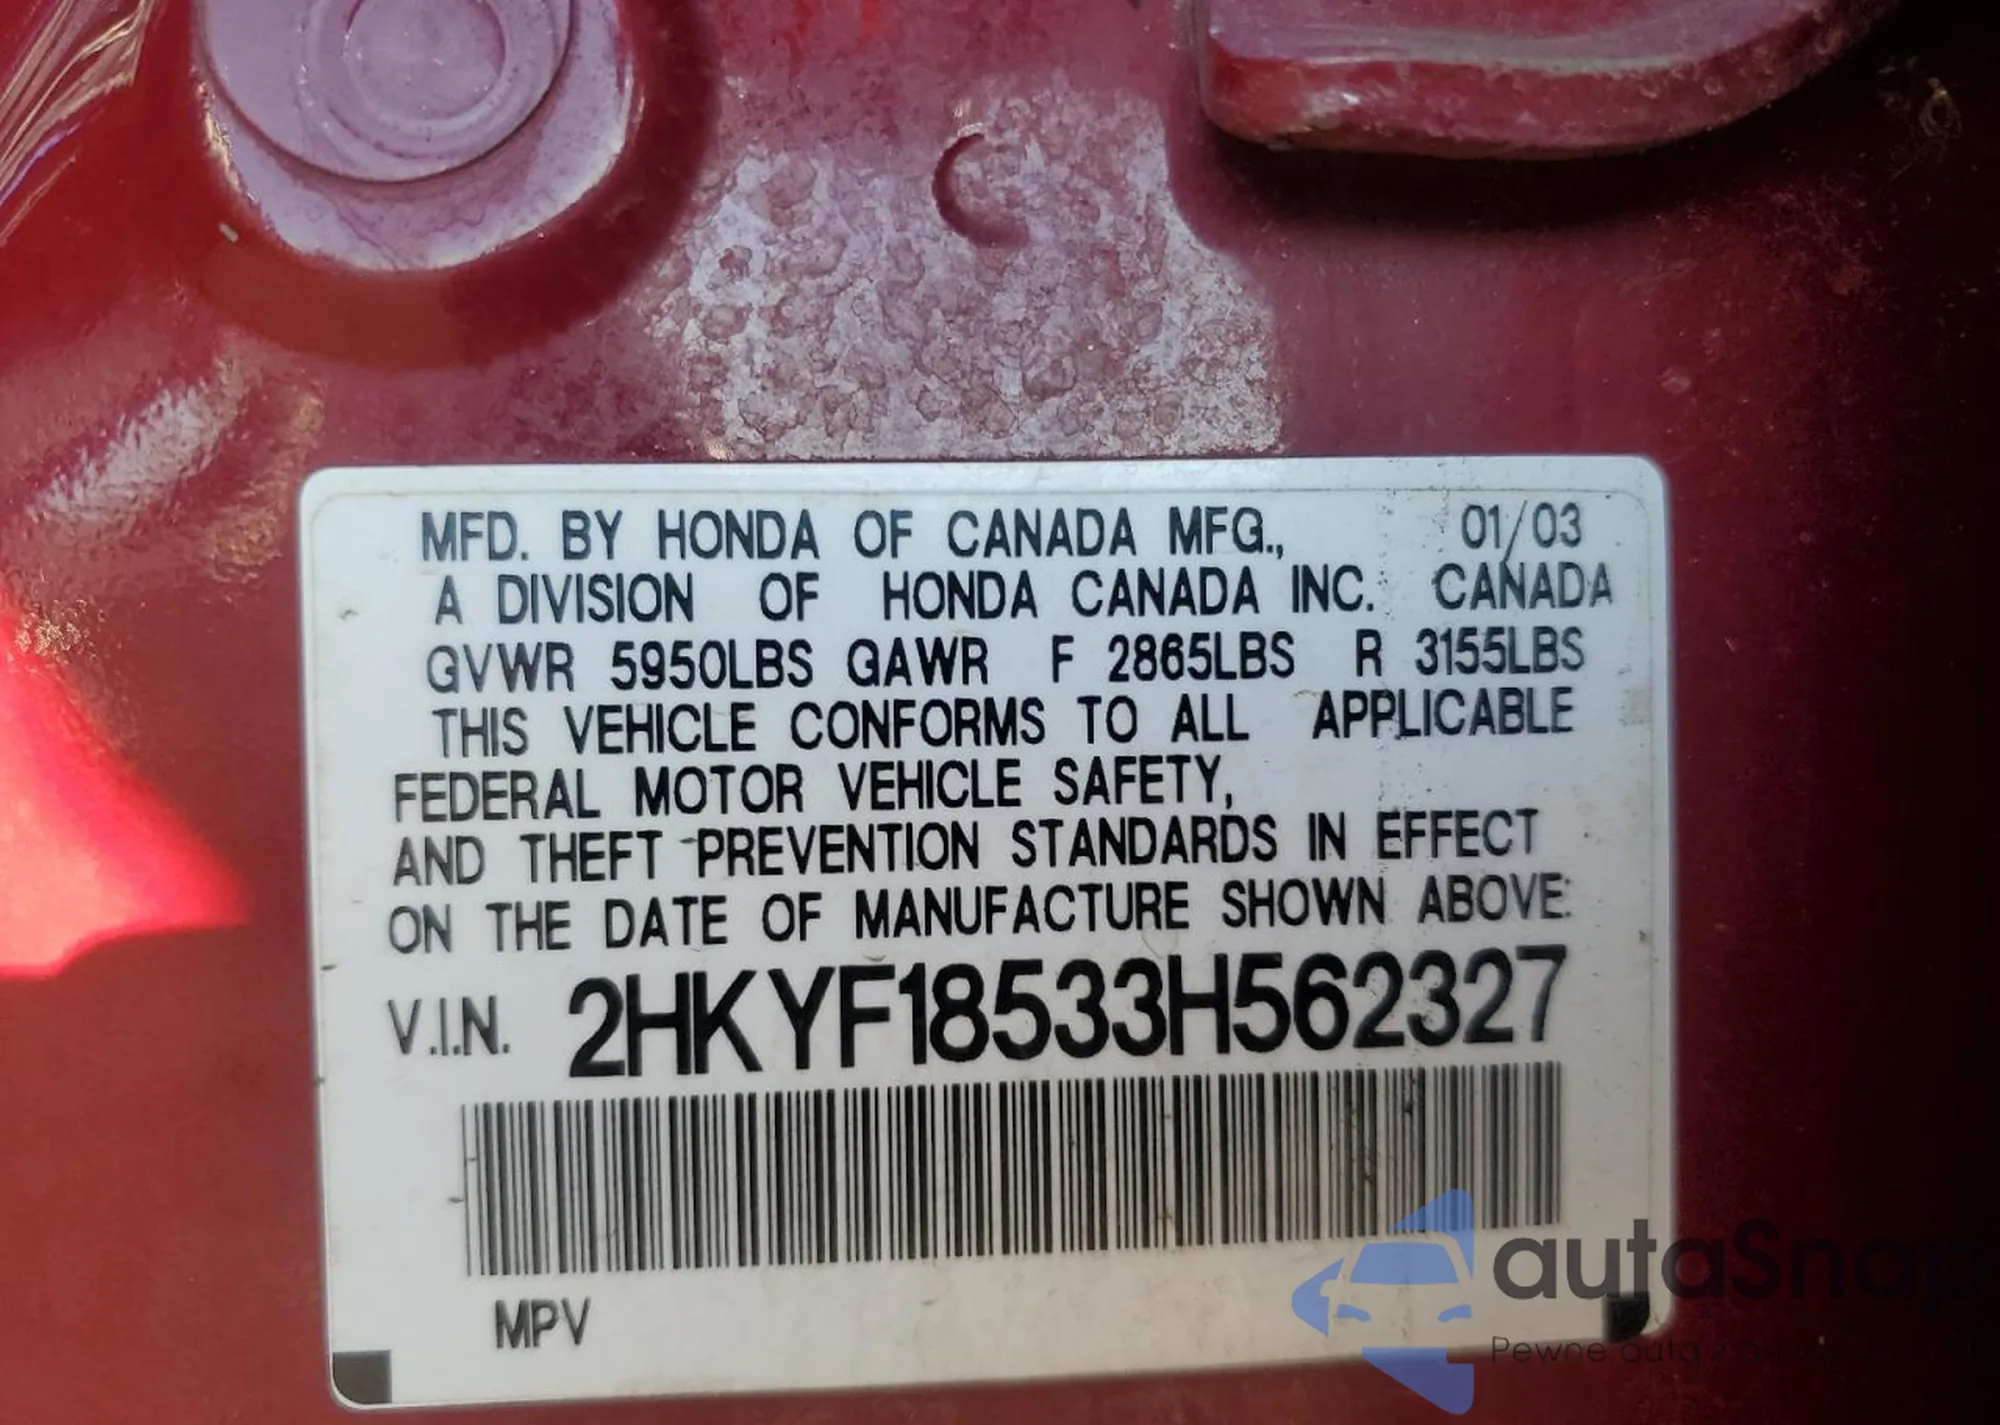 MFD. BY HONDA OF CANADA MFG., 01/03
A DIVISION OF HONDA CANADA INC. CANADA
GVWR 5950LBS GAWR F 2865LBS R 3155LBS
THIS VEHICLE CONFORMS TO ALL APPLICABLE
FEDERAL MOTOR VEHICLE SAFETY,
AND THEFT PREVENTION STANDARDS IN EFFECT
ON THE DATE OF MANUFACTURE SHOWN ABOVE:
V.I.N. 2HKYF18533H562327
MPV
autaSnap
Pewne auta z